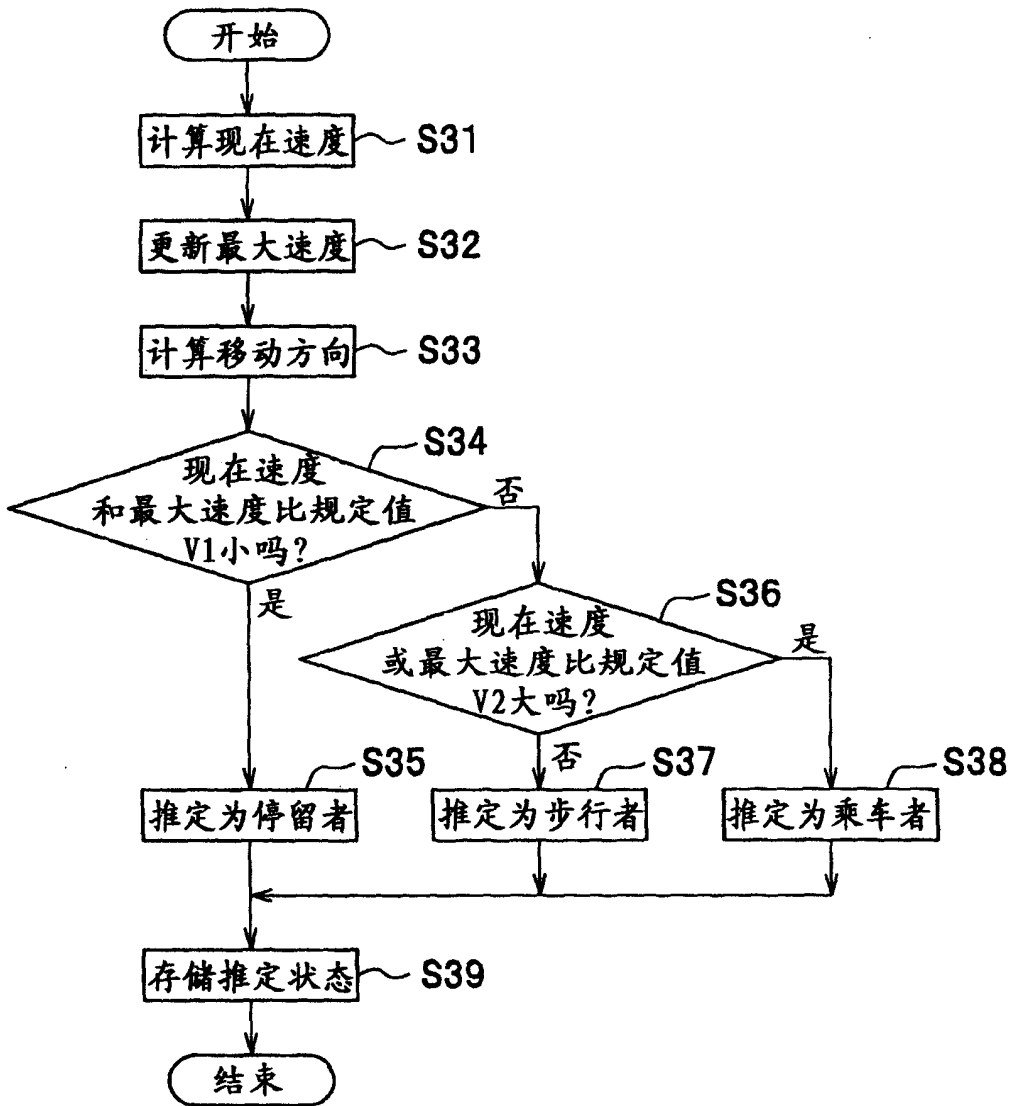 开始
计算现在速度
S31
更新最大速度
S32
计算移动方向
S33
S34
现在速度
和最大速度比规定值
V1小吗?
否
是
S36
现在速度
或最大速度比规定值
V2大吗?
是
否
S35
推定为停留者
S37
推定为步行者
S38
推定为乘车者
存储推定状态
S39
结束